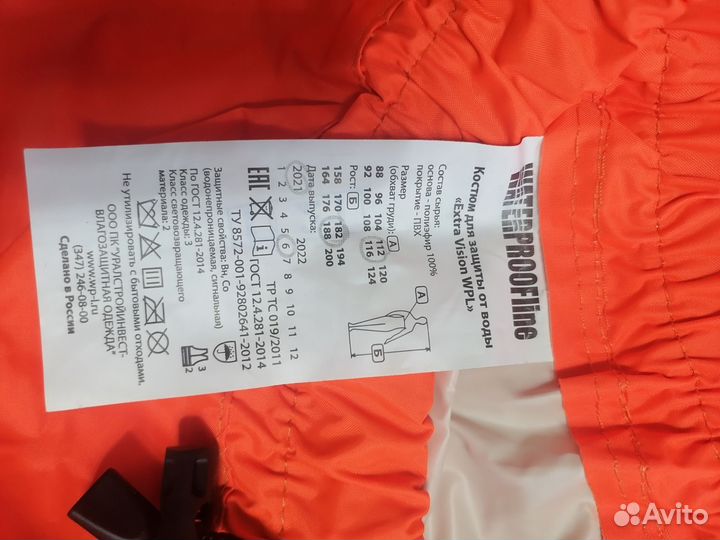 WATERPROOFline
Костюм для защиты от воды
«Extra Vision WPL»
Состав сырья:
основа - полиэфир 100%
покрытие - ПВХ
Размер
(обхват груди): А
88 96 104 112 120
92 100 108 116 124
Рост: Б
158 170 182 194
164 176 188 200
Дата выпуска:
2021 2022
1 2 3 4 5 6 7 8 9 10 11 12
А
Б
ЕАС ТР ТС 019/2011
ГОСТ 12.4.281-2014
ТУ 8572-001-92802641-2012
Защитные свойства: Вн, Со
(водонепроницаемая, сигнальная)
По ГОСТ 12.4.281-2014
Класс одежды: 3
Класс световозвращающего
материала: 2
3
2
Не утилизировать с бытовыми отходами.
ООО ПК "УРАЛСТРОЙИНВЕСТ-
ВЛАГОЗАЩИТНАЯ ОДЕЖДА"
www.wp-l.ru
(347) 246-08-00
Сделано в России
Avito